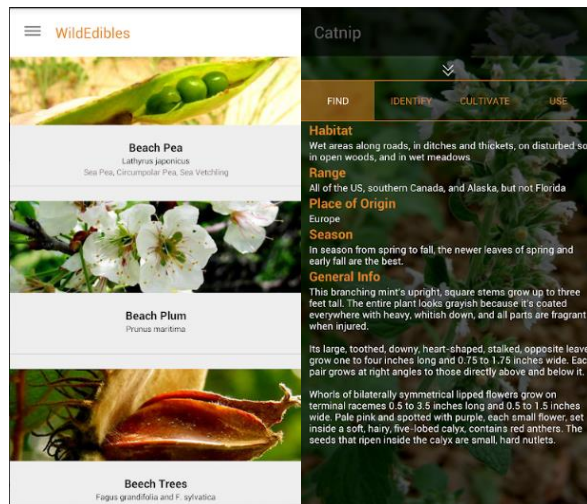 WildEdibles
Beach Pea
Lathyrus japonicus
Sea Pea, Circumpolar Pea, Sea Vetchling
Beach Plum
Prunus maritima
Beech Trees
Fagus grandifolia and F. sylvatica
Catnip
FIND IDENTIFY CULTIVATE USE
Habitat
Wet areas along roads, in ditches and thickets, on disturbed so
in open woods, and in wet meadows
Range
All of the US, southern Canada, and Alaska, but not Florida
Place of Origin
Europe
Season
In season from spring to fall, the newer leaves of spring and
early fall are the best.
General Info
This branching mint's upright, square stems grow up to three
feet tall. The entire plant looks grayish because it's coated
everywhere with heavy, whitish down, and all parts are fragrant
when injured.
Its large, toothed, downy, heart-shaped, stalked, opposite leave
grow one to four inches long and 0.75 to 1.75 inches wide. Eac
pair grows at right angles to those directly above and below it.
Whorls of bilaterally symmetrical lipped flowers grow on
terminal racemes 0.5 to 3.5 inches long and 0.5 to 1.5 inches
wide. Pale pink and spotted with purple, each small flower, set
inside a soft, hairy, five-lobed calyx, contains red anthers. The
seeds that ripen inside the calyx are small, hard nutlets.